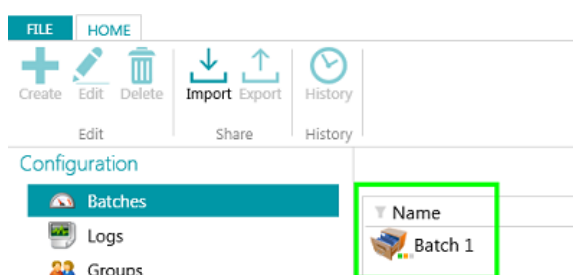 FILE HOME
Create Edit Delete Import Export History
Edit Share History
Configuration
Batches
Name
Logs
Batch 1
Groups